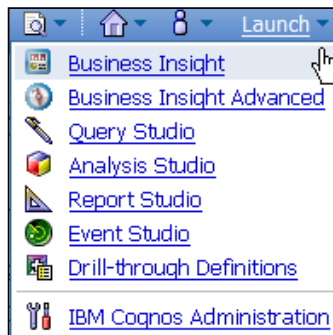 Launch
Business Insight
Business Insight Advanced
Query Studio
Analysis Studio
Report Studio
Event Studio
Drill-through Definitions
IBM Cognos Administration